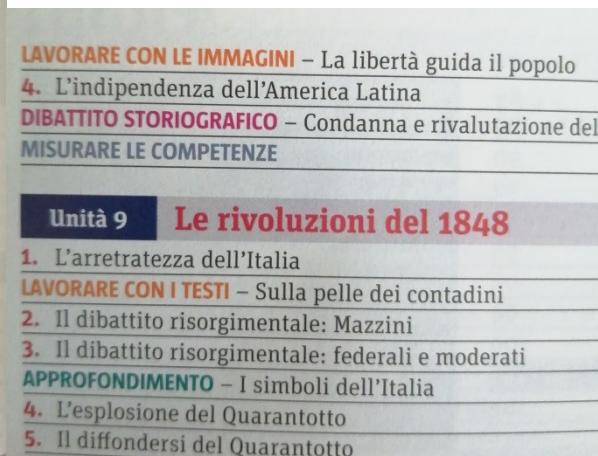 LAVORARE CON LE IMMAGINI – La libertà guida il popolo
4. L'indipendenza dell'America Latina
DIBATTITO STORIOGRAFICO – Condanna e rivalutazione del
MISURARE LE COMPETENZE
Unità 9 Le rivoluzioni del 1848
1. L'arretratezza dell'Italia
LAVORARE CON I TESTI – Sulla pelle dei contadini
2. Il dibattito risorgimentale: Mazzini
3. Il dibattito risorgimentale: federali e moderati
APPROFONDIMENTO – I simboli dell'Italia
4. L'esplosione del Quarantotto
5. Il diffondersi del Quarantotto